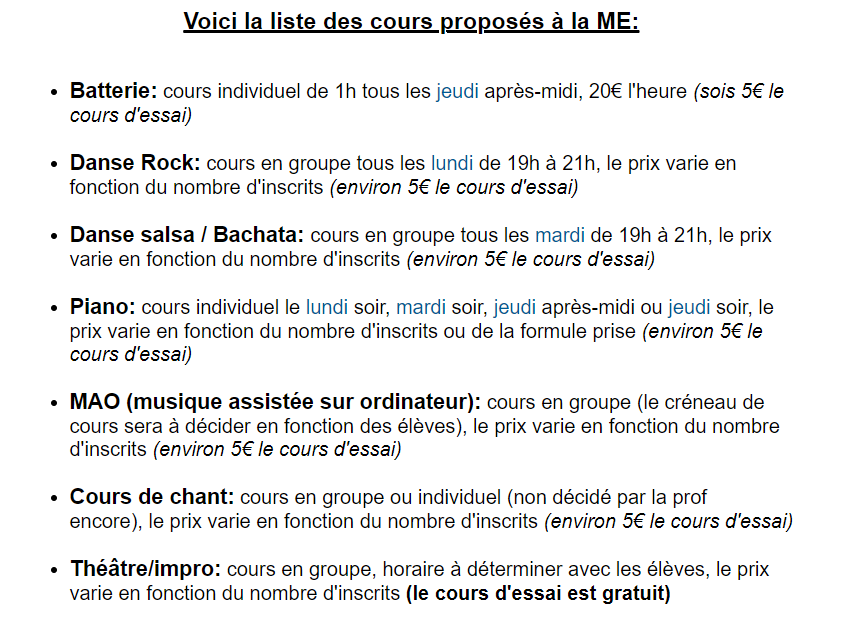 Voici la liste des cours proposés à la ME:
• Batterie: cours individuel de 1h tous les jeudi après-midi, 20€ l'heure (sois 5€ le
cours d'essai)
• Danse Rock: cours en groupe tous les lundi de 19h à 21h, le prix varie en
fonction du nombre d'inscrits (environ 5€ le cours d'essai)
• Danse salsa / Bachata: cours en groupe tous les mardi de 19h à 21h, le prix
varie en fonction du nombre d'inscrits (environ 5€ le cours d'essai)
• Piano: cours individuel le lundi soir, mardi soir, jeudi après-midi ou jeudi soir, le
prix varie en fonction du nombre d'inscrits ou de la formule prise (environ 5€ le
cours d'essai)
• MAO (musique assistée sur ordinateur): cours en groupe (le créneau de
cours sera à décider en fonction des élèves), le prix varie en fonction du nombre
d'inscrits (environ 5€ le cours d'essai)
• Cours de chant: cours en groupe ou individuel (non décidé par la prof
encore), le prix varie en fonction du nombre d'inscrits (environ 5€ le cours d'essai)
• Théâtre/impro: cours en groupe, horaire à déterminer avec les élèves, le prix
varie en fonction du nombre d'inscrits (le cours d'essai est gratuit)